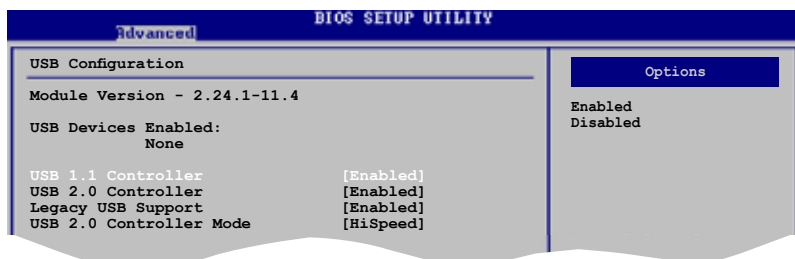 BIOS SETUP UTILITY
Advanced
USB Configuration
Module Version - 2.24.1-11.4
USB Devices Enabled:
None
USB 1.1 Controller [Enabled]
USB 2.0 Controller [Enabled]
Legacy USB Support [Enabled]
USB 2.0 Controller Mode [HiSpeed]
Options
Enabled
Disabled